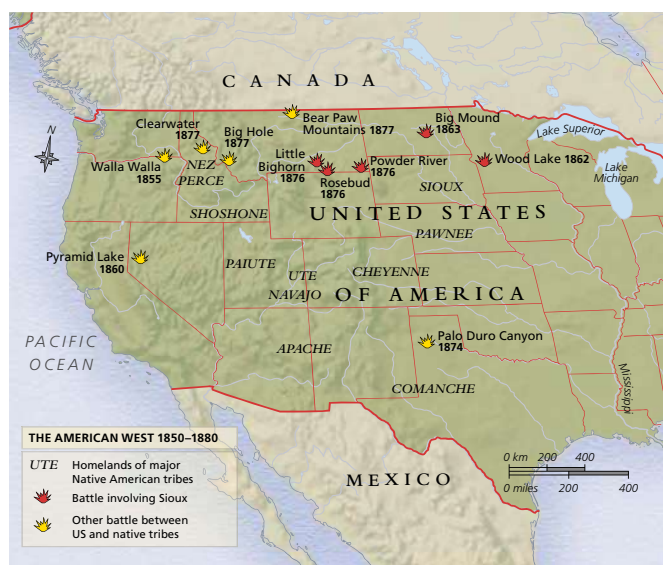 CANADA
N
Clearwater
1877
Big Hole
1877
Bear Paw
Mountains 1877
Big Mound
1863
Lake Superior
Lake
Michigan
Walla Walla
1855
NEZ
PERCE
Little
Bighorn
1876
Rosebud
1876
Powder River
1876
Wood Lake 1862
SIOUX
SHOSHONE
UNITED STATES
PAWNEE
Pyramid Lake
1860
PAIUTE
UTE
CHEYENNE
NAVAJO
OF AMERICA
PACIFIC
OCEAN
APACHE
Palo Duro Canyon
1874
COMANCHE
Mississippi
THE AMERICAN WEST 1850–1880
UTE Homelands of major
Native American tribes
Battle involving Sioux
Other battle between
US and native tribes
MEXICO
0 km 200 400
0 miles 200 400